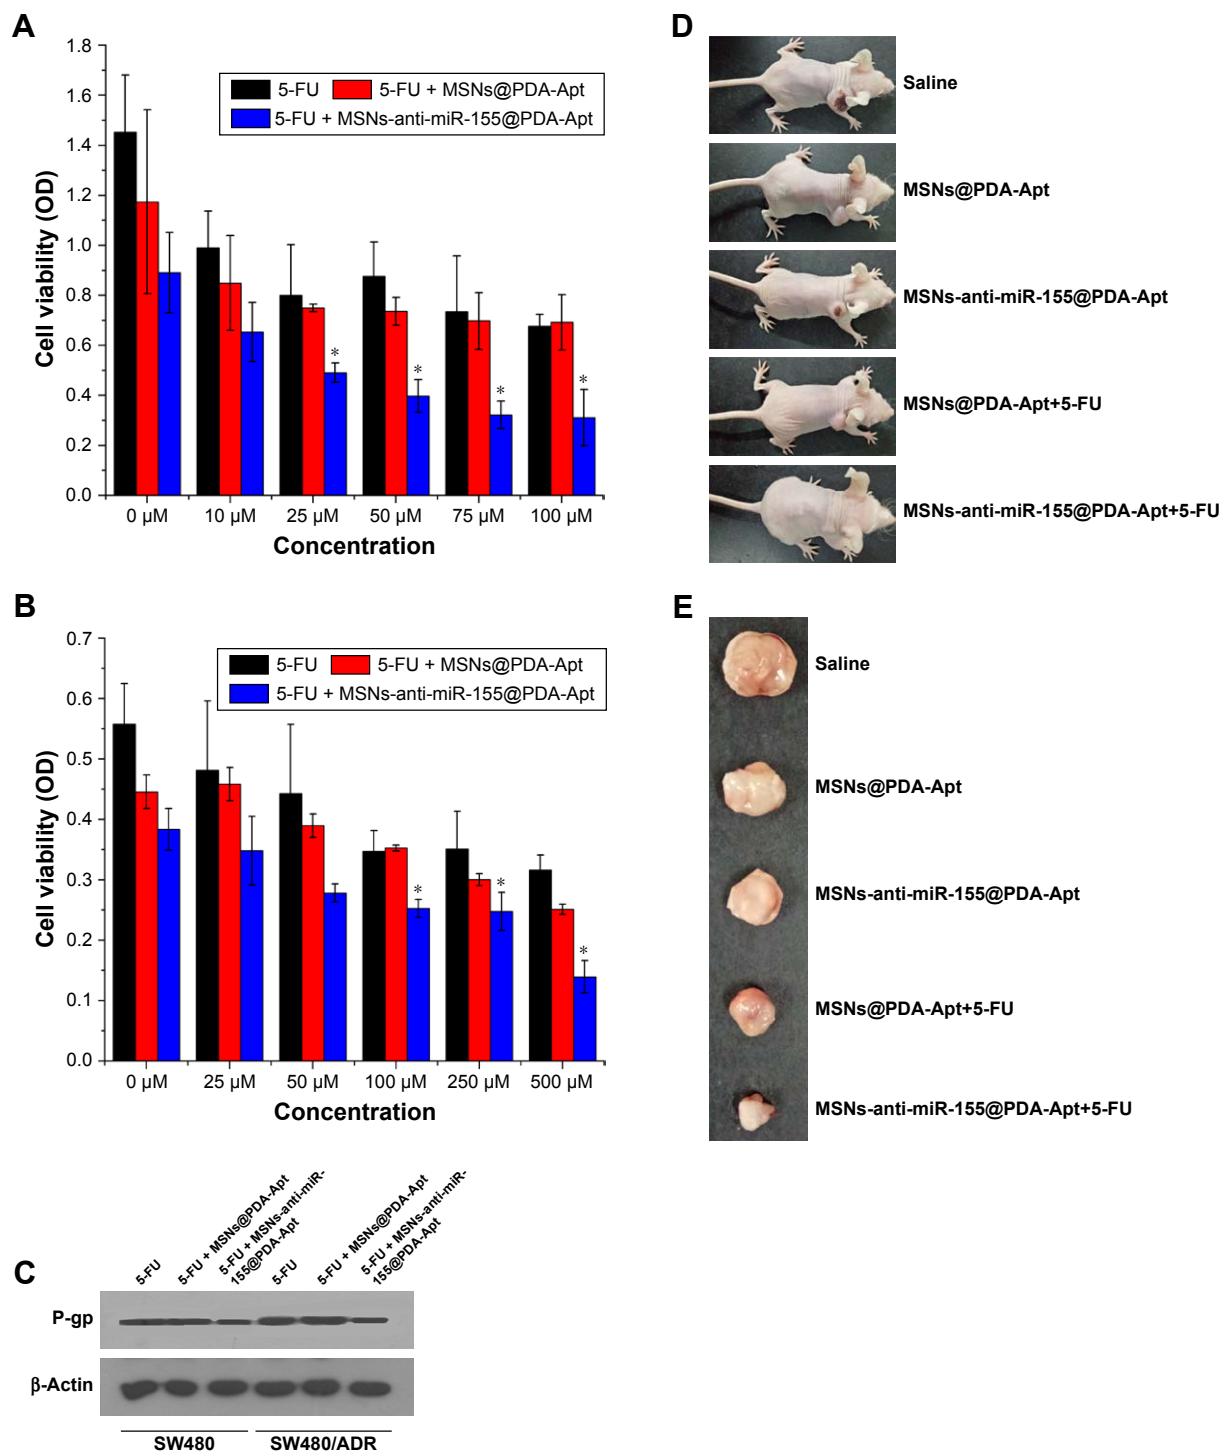 A
1.8
1.6
1.4
1.2
1.0
0.8
0.6
0.4
0.2
0.0
Cell viability (OD)
5-FU 5-FU + MSNs@PDA-Apt
5-FU + MSNs-anti-miR-155@PDA-Apt
* * * *
0 µM 10 µM 25 µM 50 µM 75 µM 100 µM
Concentration
B
0.7
0.6
0.5
0.4
0.3
0.2
0.1
0.0
Cell viability (OD)
5-FU 5-FU + MSNs@PDA-Apt
5-FU + MSNs-anti-miR-155@PDA-Apt
* * *
0 µM 25 µM 50 µM 100 µM 250 µM 500 µM
Concentration
C
5-FU
5-FU + MSNs@PDA-Apt
5-FU + MSNs-anti-miR-
155@PDA-Apt
5-FU
5-FU + MSNs@PDA-Apt
5-FU + MSNs-anti-miR-
155@PDA-Apt
P-gp
β-Actin
SW480 SW480/ADR
D
Saline
MSNs@PDA-Apt
MSNs-anti-miR-155@PDA-Apt
MSNs@PDA-Apt+5-FU
MSNs-anti-miR-155@PDA-Apt+5-FU
E
Saline
MSNs@PDA-Apt
MSNs-anti-miR-155@PDA-Apt
MSNs@PDA-Apt+5-FU
MSNs-anti-miR-155@PDA-Apt+5-FU